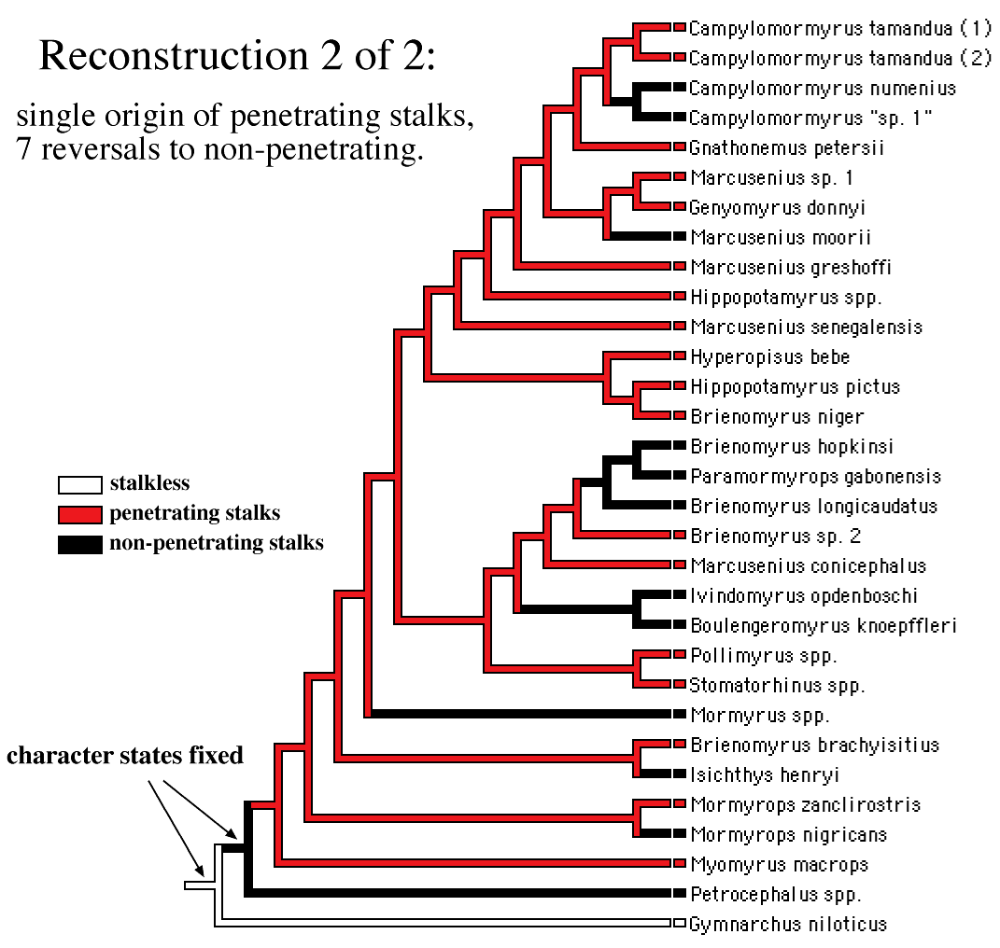 Reconstruction 2 of 2:
single origin of penetrating stalks,
7 reversals to non-penetrating.
Campylomormyrus tamandua (1)
Campylomormyrus tamandua (2)
Campylomormyrus numenius
Campylomormyrus "sp. 1"
Gnathonemus petersii
Marcusenius sp. 1
Genyomyrus donnyi
Marcusenius moorii
Marcusenius greshoffi
Hippopotamyrus spp.
Marcusenius senegalensis
Hyperopisus bebe
Hippopotamyrus pictus
Brienomyrus niger
Brienomyrus hopkinsi
Paramormyrops gabonensis
Brienomyrus longicaudatus
Brienomyrus sp. 2
Marcusenius conicephalus
Ivindomyrus opdenboschi
Boulengeromyrus knoepffleri
Pollimyrus spp.
Stomatorhinus spp.
Mormyrus spp.
Brienomyrus brachyisitius
Isichthys henryi
Mormyrops zanclirostris
Mormyrops nigricans
Myomyrus macrops
Petrocephalus spp.
Gymnarchus niloticus
stalkless
penetrating stalks
non-penetrating stalks
character states fixed